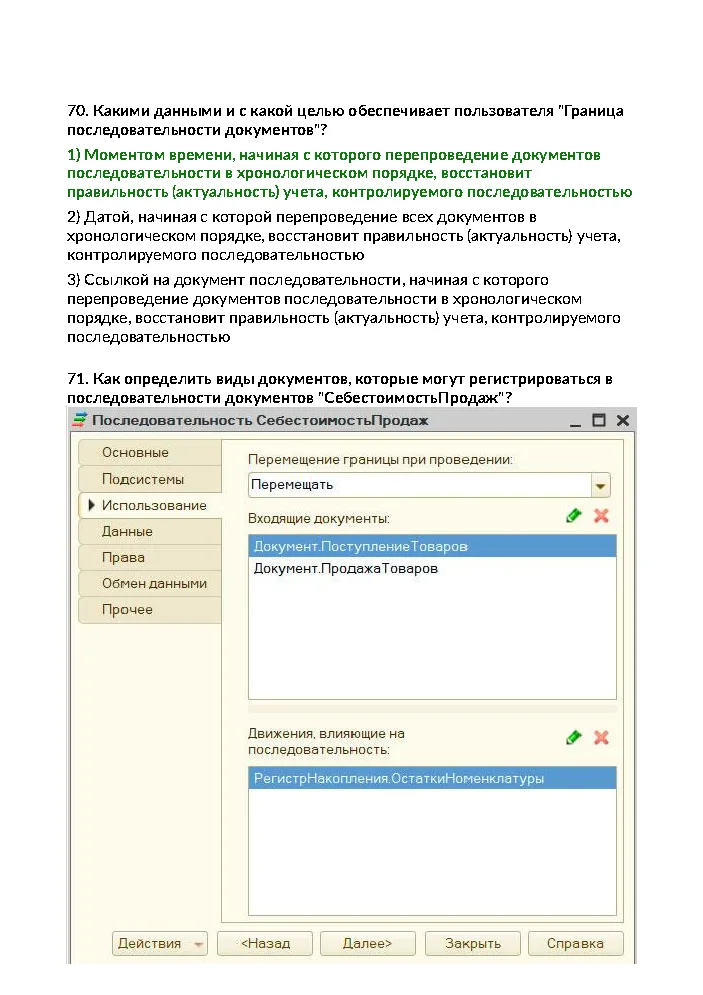 70. Какими данными и с какой целью обеспечивает пользователя "Граница
последовательности документов"?
1) Моментом времени, начиная с которого перепроведение документов
последовательности в хронологическом порядке, восстановит
правильность (актуальность) учета, контролируемого последовательностью
2) Датой, начиная с которой перепроведение всех документов в
хронологическом порядке, восстановит правильность (актуальность) учета,
контролируемого последовательностью
3) Ссылкой на документ последовательности, начиная с которого
перепроведение документов последовательности в хронологическом
порядке, восстановит правильность (актуальность) учета, контролируемого
последовательностью
71. Как определить виды документов, которые могут регистрироваться в
последовательности документов "СебестоимостьПродаж"?
Последовательность СебестоимостьПродаж
Основные
Подсистемы
Использование
Данные
Права
Обмен данными
Прочее
Перемещение границы при проведении:
Перемещать
Входящие документы:
Документ.ПоступлениеТоваров
Документ.ПродажаТоваров
Движения, влияющие на
последовательность:
РегистрНакопления.ОстаткиНоменклатуры
Действия
<Назад
Далее>
Закрыть
Справка